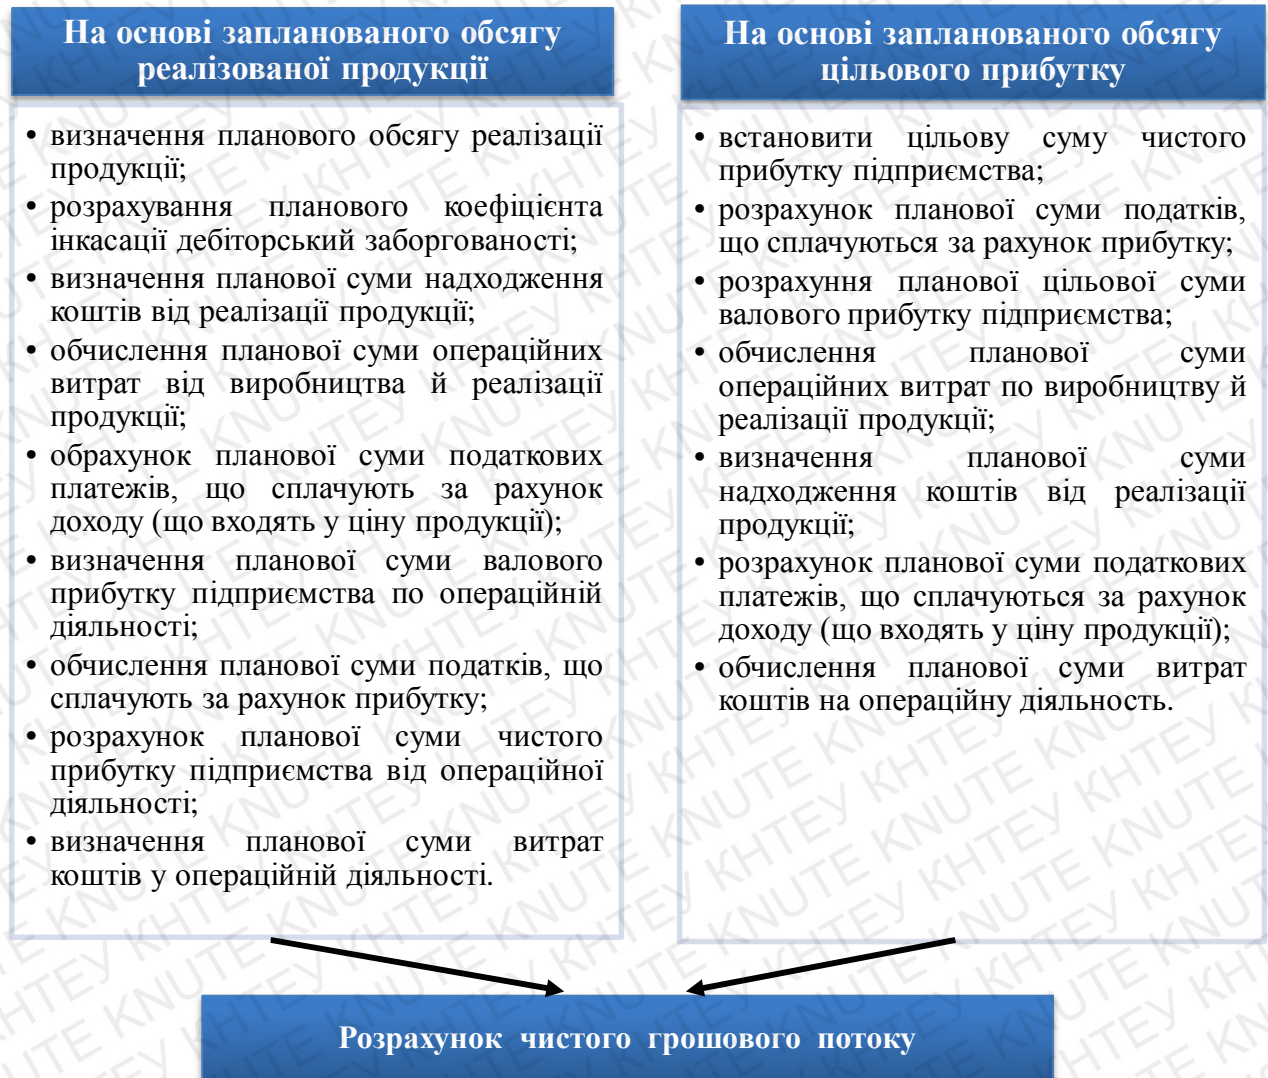 На основі запланованого обсягу
реалізованої продукції
• визначення планового обсягу реалізації
продукції;
• розрахування планового коефіцієнта
інкасації дебіторський заборгованості;
• визначення планової суми надходження
коштів від реалізації продукції;
• обчислення планової суми операційних
витрат від виробництва й реалізації
продукції;
• обрахунок планової суми податкових
платежів, що сплачують за рахунок
доходу (що входять у ціну продукції);
• визначення планової суми валового
прибутку підприємства по операційній
діяльності;
• обчислення планової суми податків, що
сплачують за рахунок прибутку;
• розрахунок планової суми чистого
прибутку підприємства від операційної
діяльності;
• визначення планової суми витрат
коштів у операційній діяльності.
На основі запланованого обсягу
цільового прибутку
• встановити цільову суму чистого
прибутку підприємства;
• розрахунок планової суми податків,
що сплачуються за рахунок прибутку;
• розрахуння планової цільової суми
валового прибутку підприємства;
• обчислення планової суми
операційних витрат по виробництву й
реалізації продукції;
• визначення планової суми
надходження коштів від реалізації
продукції;
• розрахунок планової суми податкових
платежів, що сплачуються за рахунок
доходу (що входять у ціну продукції);
• обчислення планової суми витрат
коштів на операційну діяльность.
Розрахунок чистого грошового потоку